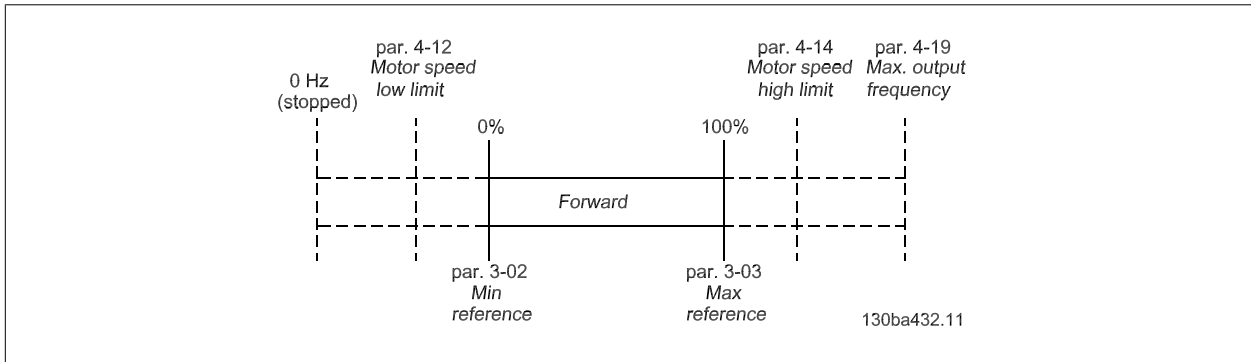 0 Hz
(stopped)
par. 4-12
Motor speed
low limit
par. 4-14
Motor speed
high limit
par. 4-19
Max. output
frequency
0%
100%
Forward
par. 3-02
Min
reference
par. 3-03
Max
reference
130ba432.11